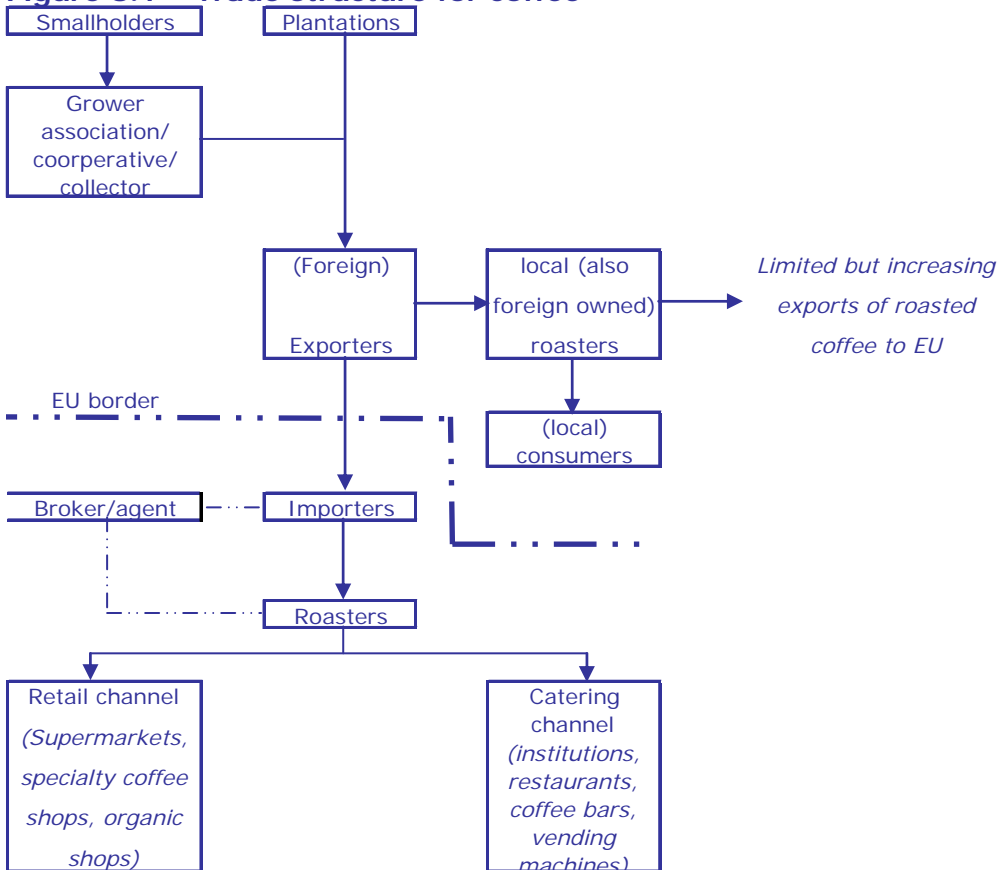 Smallholders
Plantations
Grower
association/
coorperative/
collector
(Foreign)
Exporters
local (also
foreign owned)
roasters
Limited but increasing
exports of roasted
coffee to EU
EU border
(local)
consumers
Broker/agent
Importers
Roasters
Retail channel
(Supermarkets,
specialty coffee
shops, organic
shops)
Catering
channel
(institutions,
restaurants,
coffee bars,
vending
machines)